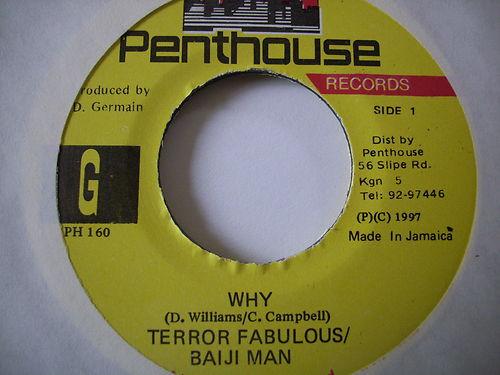 Penthouse
RECORDS
roduced by
D. Germain
SIDE 1
Dist by
Penthouse
56 Slipe Rd.
Kgn 5
Tel: 92-97446
G
PH 160
(P)(C) 1997
Made In Jamaica
WHY
(D. Williams/C. Campbell)
TERROR FABULOUS/
BAIJI MAN